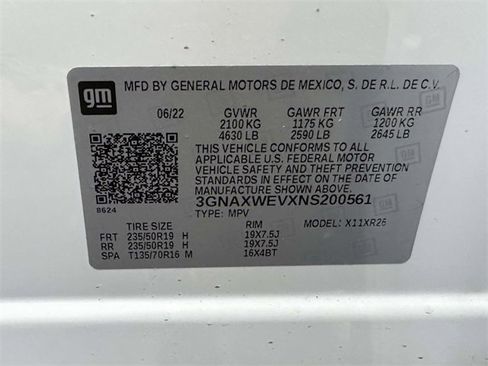 gm
MFD BY GENERAL MOTORS DE MEXICO, S. DE R.L. DE C.V.
06/22 GVWR GAWR FRT GAWR RR
2100 KG 1175 KG 1200 KG
4630 LB 2590 LB 2645 LB
THIS VEHICLE CONFORMS TO ALL
APPLICABLE U.S. FEDERAL MOTOR
VEHICLE SAFETY AND THEFT PREVENTION
STANDARDS IN EFFECT ON THE DATE OF
MANUFACTURE SHOWN ABOVE.
3GNAXWEVXNS200561
8624
TYPE: MPV MODEL: X11XR26
TIRE SIZE RIM
FRT 235/50R19 H 19X7.5J
RR 235/50R19 H 19X7.5J
SPA T135/70R16 M 16X4BT